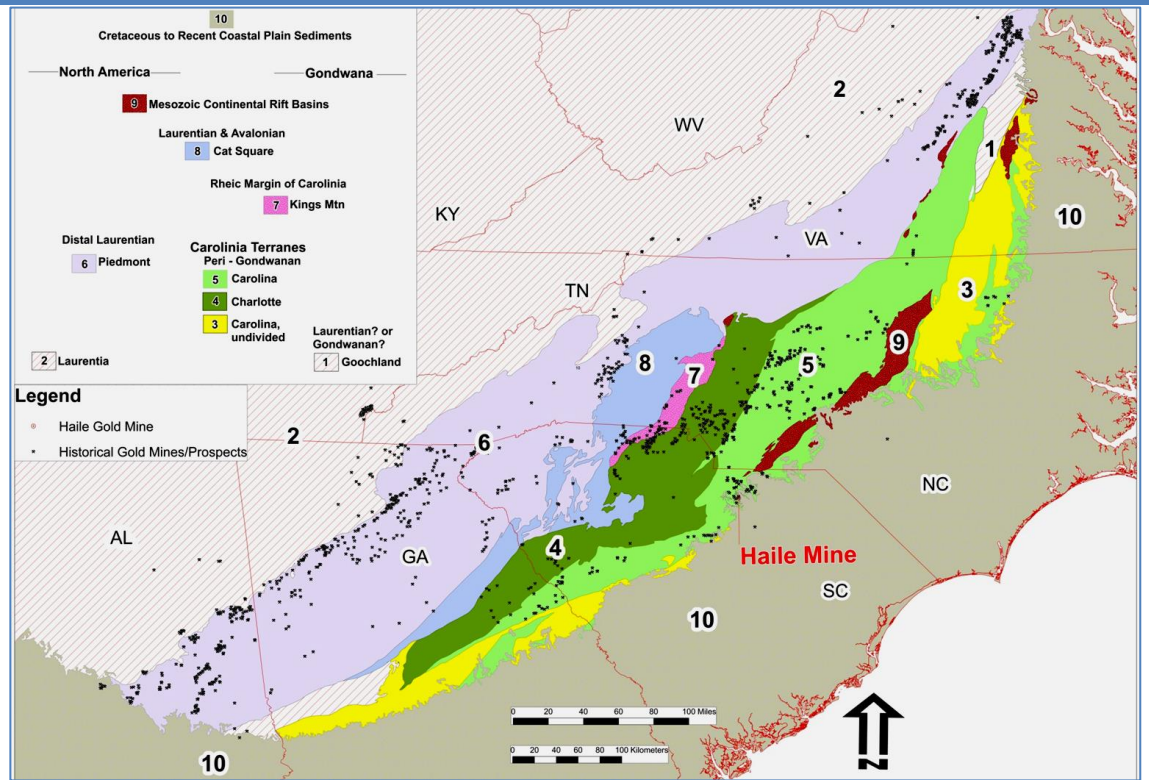 10
Cretaceous to Recent Coastal Plain Sediments
North America
Gondwana
9 Mesozoic Continental Rift Basins
Laurentian & Avalonian
8 Cat Square
Rheic Margin of Carolinia
7 Kings Mtn
Distal Laurentian
6 Piedmont
Carolinia Terranes
Peri - Gondwanan
5 Carolina
4 Charlotte
3 Carolina,
undivided
Laurentian? or
Gondwanan?
2 Laurentia
1 Goochland
Legend
Haile Gold Mine
Historical Gold Mines/Prospects
2
WV
1
KY
10
VA
TN
3
9
8
7
5
2
6
NC
AL
4
GA
Haile Mine
SC
10
0 20 40 60 80 100 Miles
0 20 40 60 80 100 Kilometers
10
N